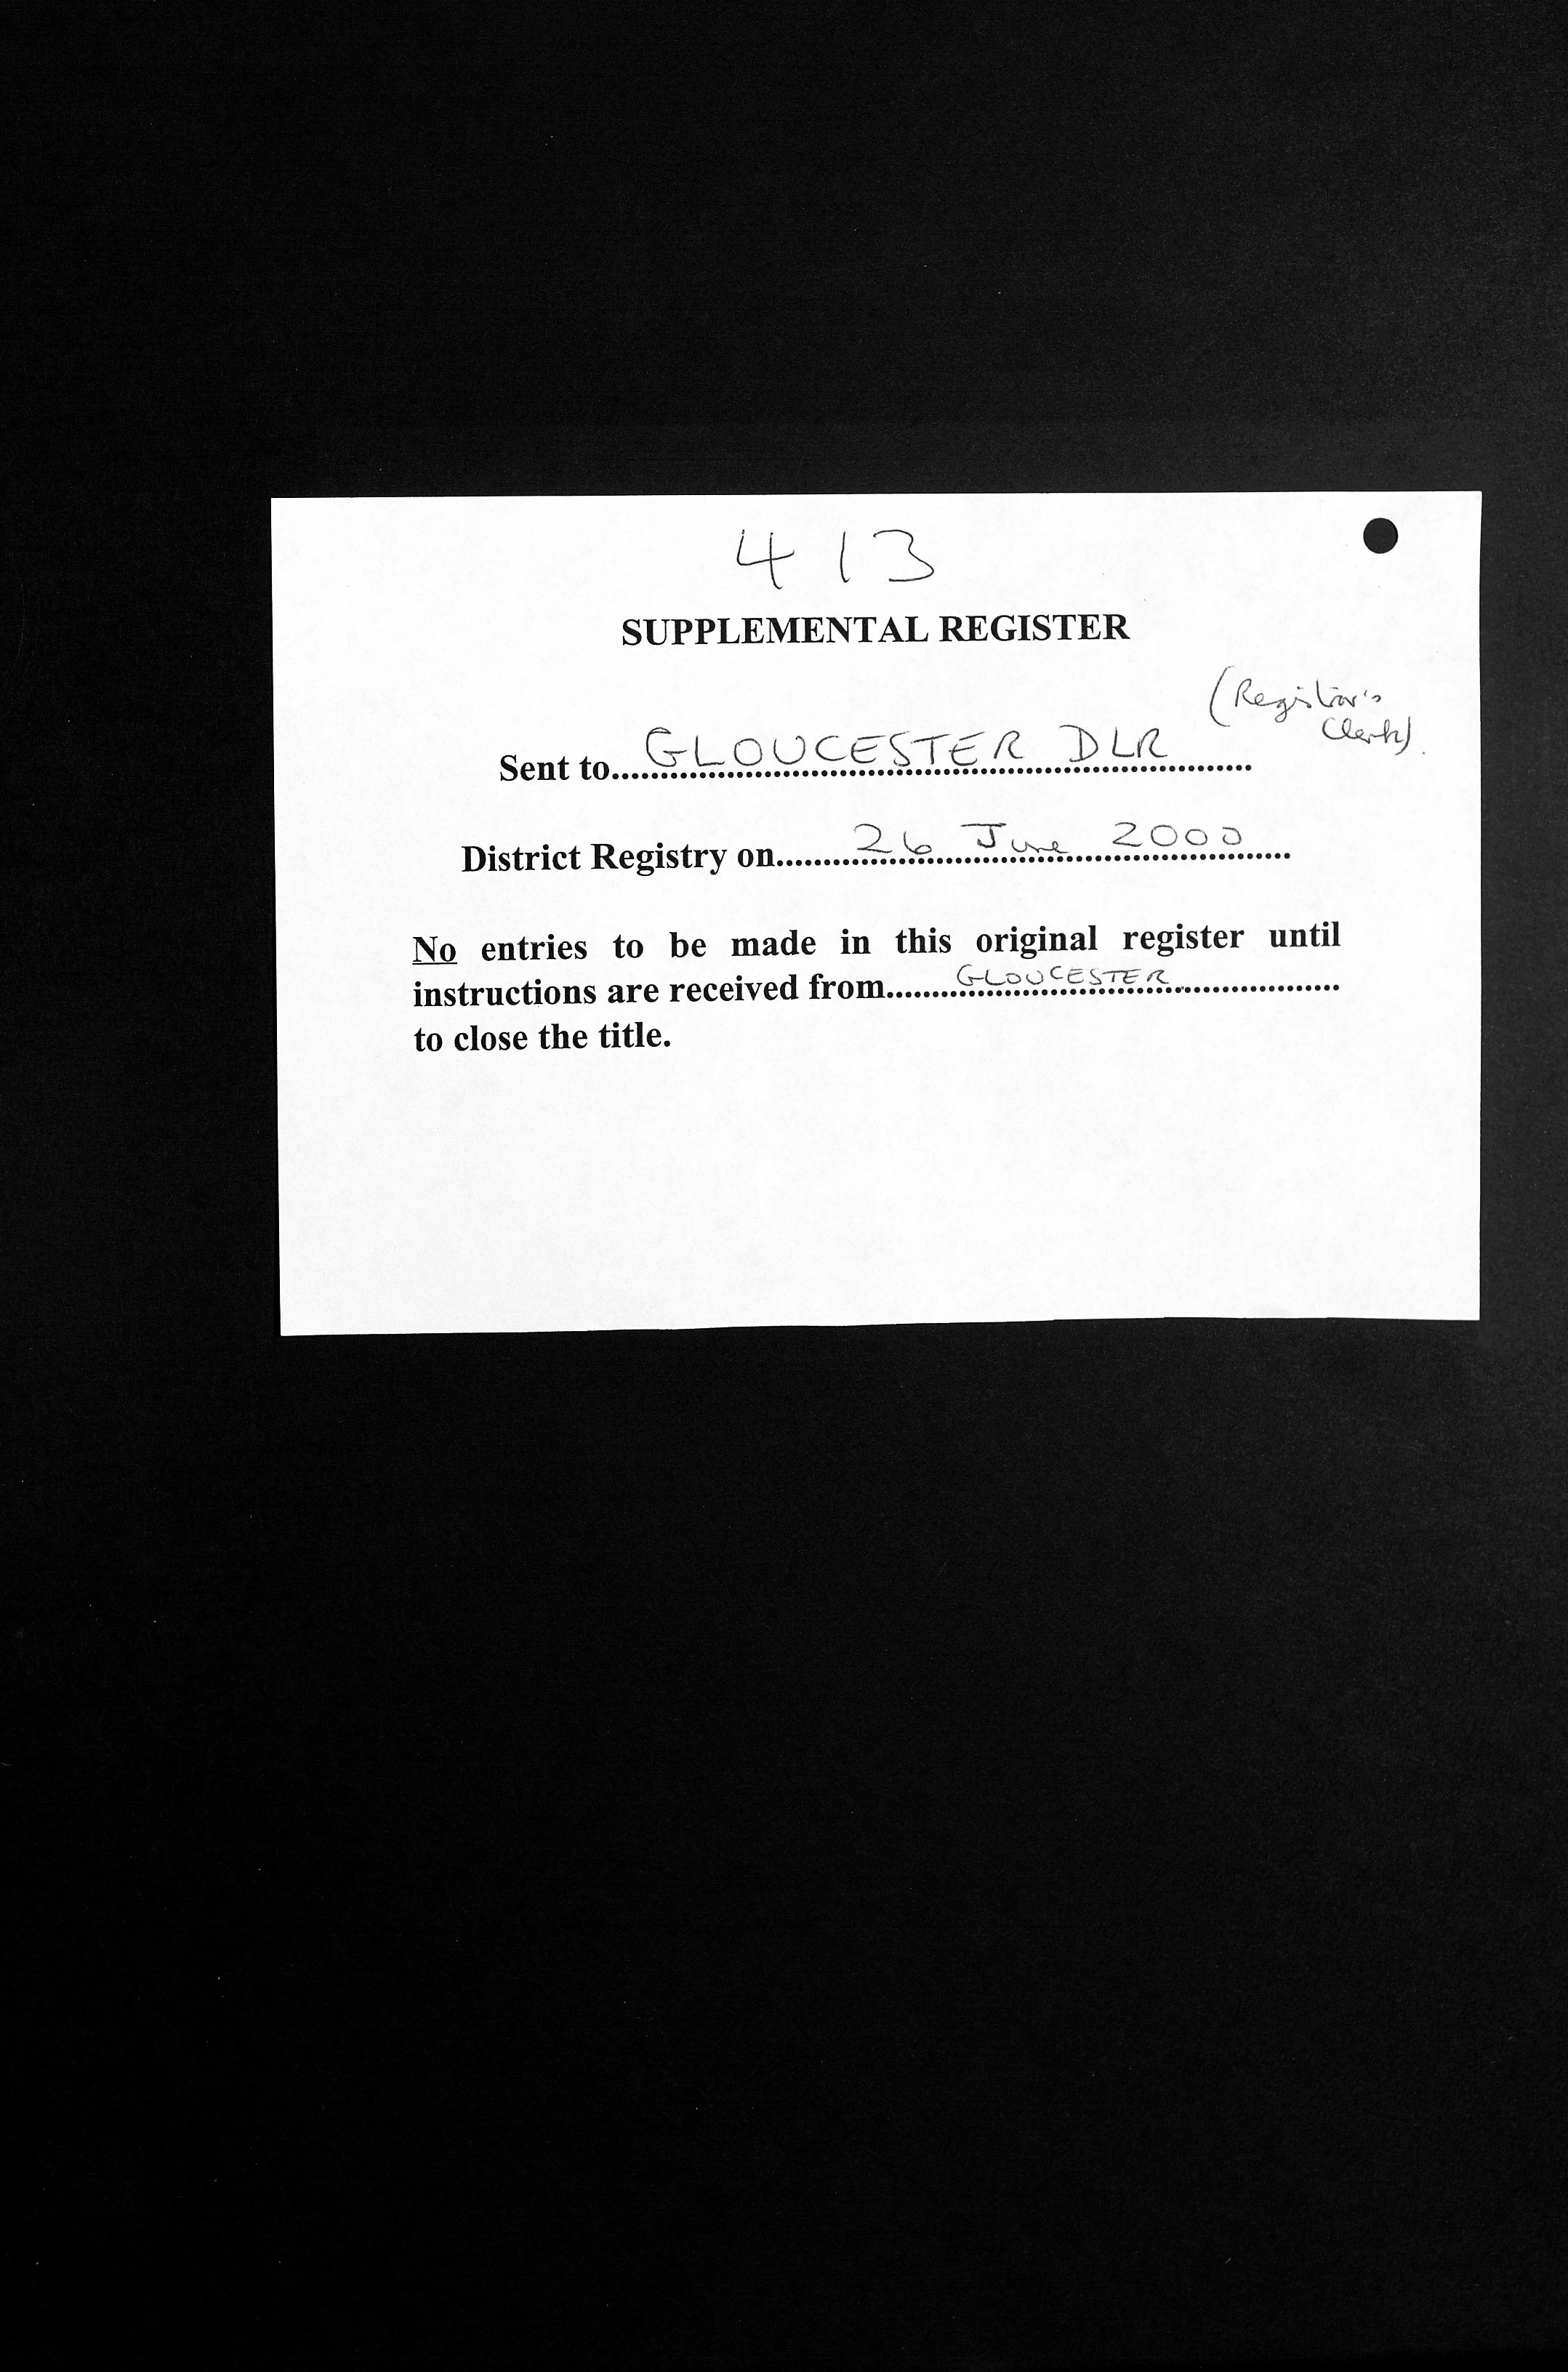 413
SUPPLEMENTAL REGISTER
(Registrar's
Clerk).
Sent to.....GLOUCESTER DLR.....
District Registry on.....26 June 2000.....
No entries to be made in this original register until
instructions are received from.....GLOUCESTER.....
to close the title.